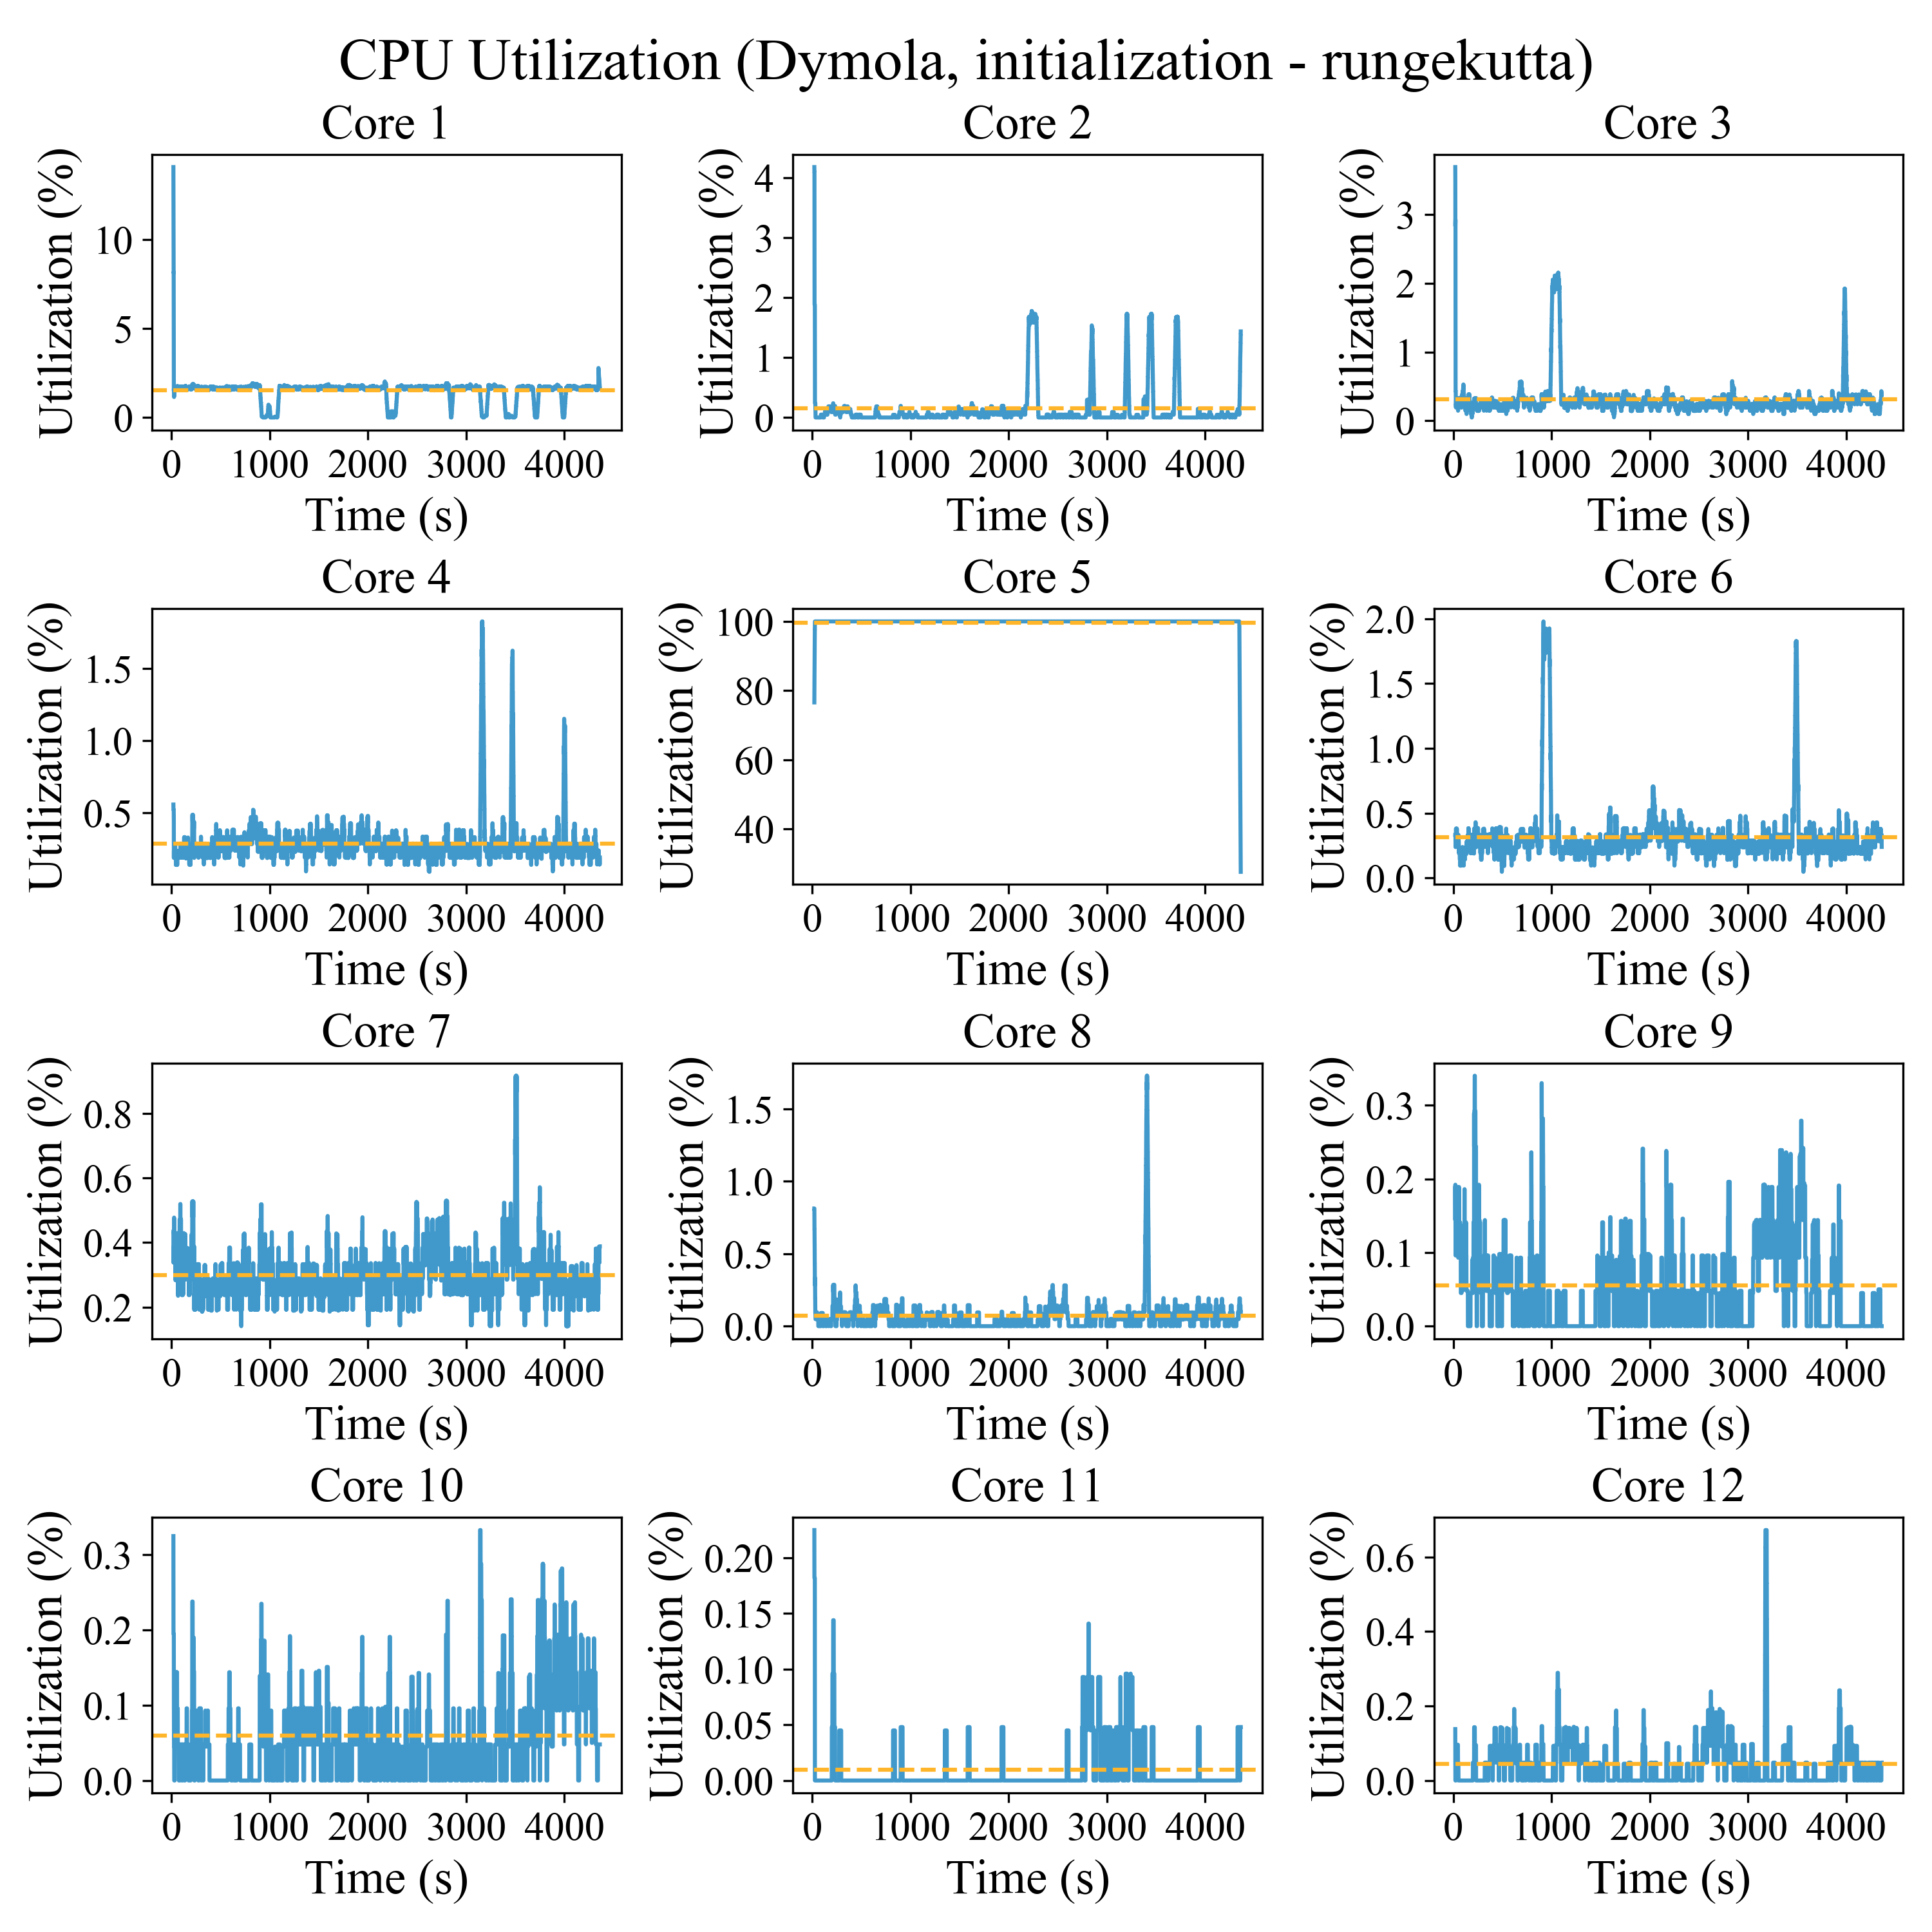 CPU Utilization (Dymola, initialization - rungekutta)
Core 1
Core 2
Core 3
Utilization (%)
10
5
0
0 1000 2000 3000 4000
Time (s)
Utilization (%)
4
3
2
1
0
0 1000 2000 3000 4000
Time (s)
Utilization (%)
3
2
1
0
0 1000 2000 3000 4000
Time (s)
Core 4
Core 5
Core 6
Utilization (%)
1.5
1.0
0.5
0 1000 2000 3000 4000
Time (s)
Utilization (%)
100
80
60
40
0 1000 2000 3000 4000
Time (s)
Utilization (%)
2.0
1.5
1.0
0.5
0.0
0 1000 2000 3000 4000
Time (s)
Core 7
Core 8
Core 9
Utilization (%)
0.8
0.6
0.4
0.2
0 1000 2000 3000 4000
Time (s)
Utilization (%)
1.5
1.0
0.5
0.0
0 1000 2000 3000 4000
Time (s)
Utilization (%)
0.3
0.2
0.1
0.0
0 1000 2000 3000 4000
Time (s)
Core 10
Core 11
Core 12
Utilization (%)
0.3
0.2
0.1
0.0
0 1000 2000 3000 4000
Time (s)
Utilization (%)
0.20
0.15
0.10
0.05
0.00
0 1000 2000 3000 4000
Time (s)
Utilization (%)
0.6
0.4
0.2
0.0
0 1000 2000 3000 4000
Time (s)